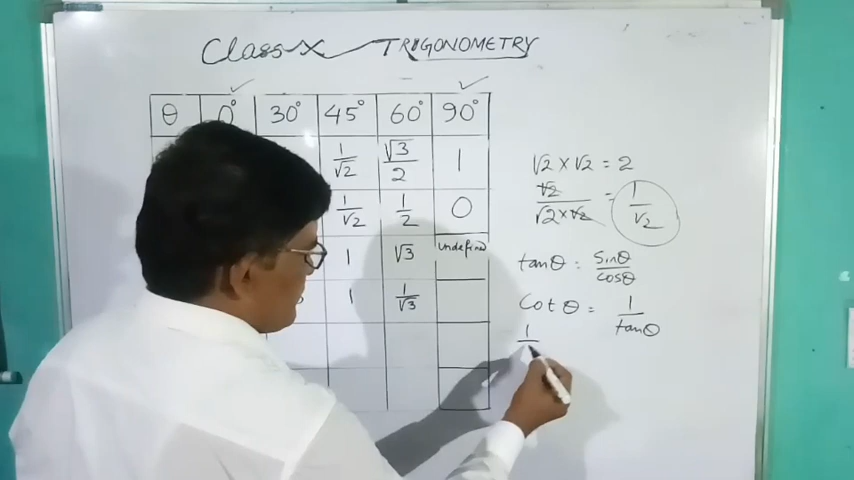 Class-X TRIGONOMETRY
θ 0° 30° 45° 60° 90°
1/√2 √3/2 1
1/√2 1/2 0
1 √3 undefined
1 1/√3
√2 × √2 = 2
√2/(√2×√2) = 1/√2
tanθ = sinθ/cosθ
Cot θ = 1/tanθ
1